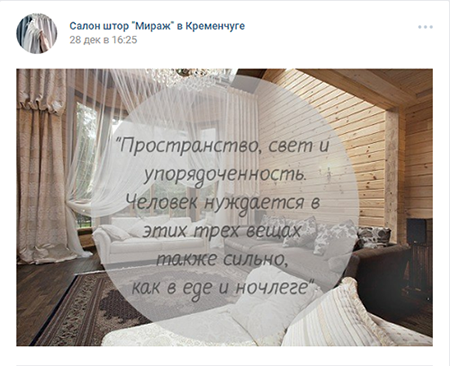 Салон штор "Мираж" в Кременчуге
28 дек в 16:25
"Пространство, свет и
упорядоченность.
Человек нуждается в
этих трех вещах
также сильно,
как в еде и ночлеге"